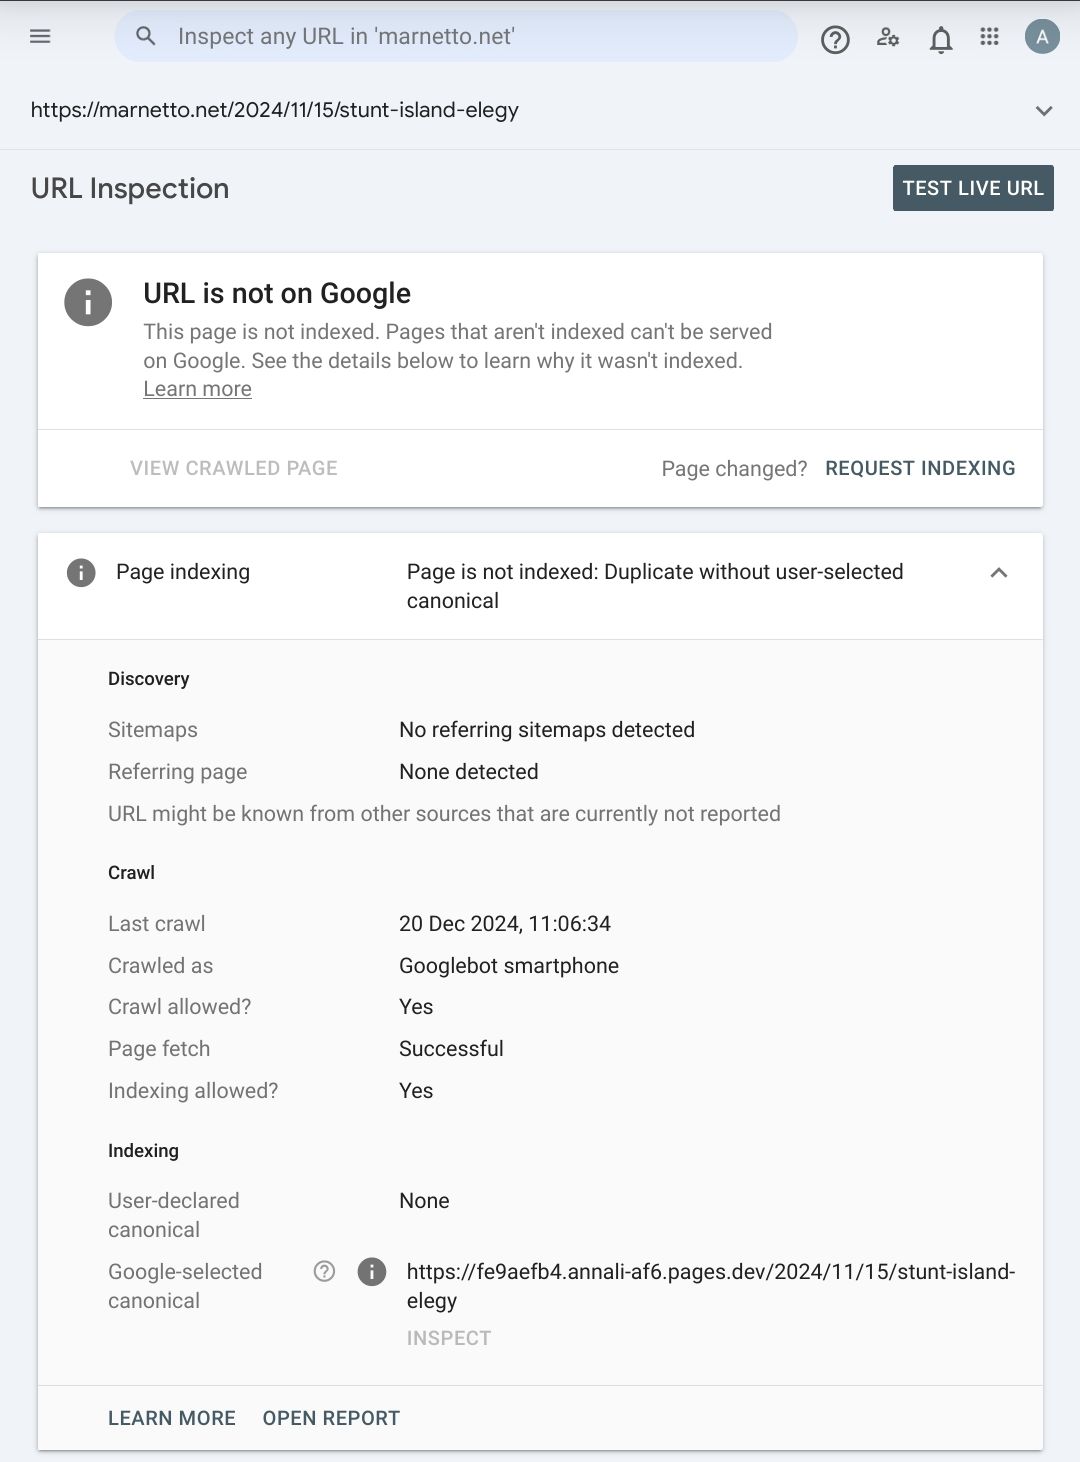 Inspect any URL in 'marnetto.net'
A
https://marnetto.net/2024/11/15/stunt-island-elegy
URL Inspection
TEST LIVE URL
URL is not on Google
This page is not indexed. Pages that aren't indexed can't be served
on Google. See the details below to learn why it wasn't indexed.
Learn more
VIEW CRAWLED PAGE
Page changed? REQUEST INDEXING
Page indexing
Page is not indexed: Duplicate without user-selected
canonical
Discovery
Sitemaps
No referring sitemaps detected
Referring page
None detected
URL might be known from other sources that are currently not reported
Crawl
Last crawl
20 Dec 2024, 11:06:34
Crawled as
Googlebot smartphone
Crawl allowed?
Yes
Page fetch
Successful
Indexing allowed?
Yes
Indexing
User-declared
canonical
None
Google-selected
canonical
https://fe9aefb4.annali-af6.pages.dev/2024/11/15/stunt-island-
elegy
INSPECT
LEARN MORE
OPEN REPORT